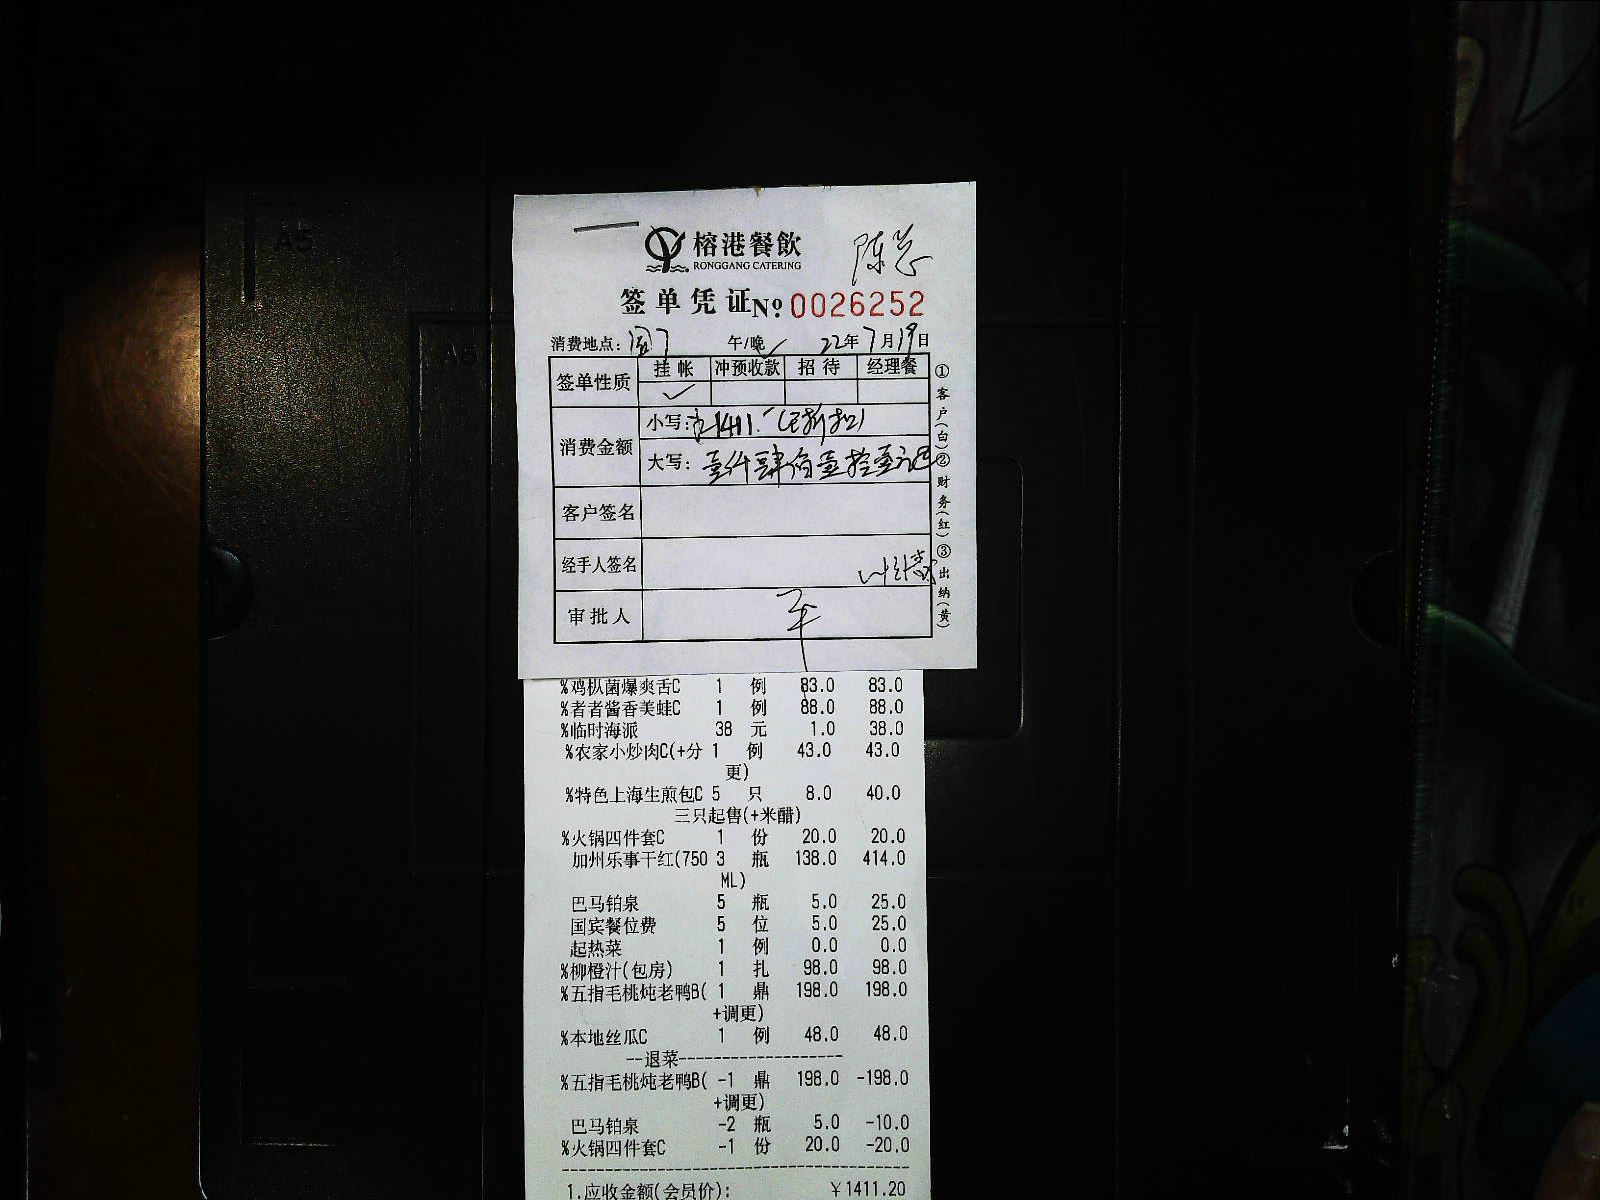 榕港餐飲 陈总
RONGGANG CATERING
签单凭证 No 0026252
消费地点: 午/晚✓ 22年7月19日
签单性质 挂帐 冲预收款 招待 经理餐
✓
消费金额 小写: 1411.
大写: 壹仟肆佰壹拾壹元
客户签名
经手人签名
审批人
①客户(白)②财务(红)③出纳(黄)
%鸡枞菌爆爽舌C 1 例 83.0 83.0
%者者酱香美蛙C 1 例 88.0 88.0
%临时海派 38 元 1.0 38.0
%农家小炒肉C(+分 1 例 43.0 43.0
更)
%特色上海生煎包C 5 只 8.0 40.0
三只起售(+米醋)
%火锅四件套C 1 份 20.0 20.0
加州乐事干红(750 3 瓶 138.0 414.0
ML)
巴马铂泉 5 瓶 5.0 25.0
国宾餐位费 5 位 5.0 25.0
起热菜 1 例 0.0 0.0
%柳橙汁(包房) 1 扎 98.0 98.0
%五指毛桃炖老鸭B( 1 鼎 198.0 198.0
+调更)
%本地丝瓜C 1 例 48.0 48.0
--退菜--------------------
%五指毛桃炖老鸭B( -1 鼎 198.0 -198.0
+调更)
巴马铂泉 -2 瓶 5.0 -10.0
%火锅四件套C -1 份 20.0 -20.0
1.应收金额(会员价): ￥1411.20